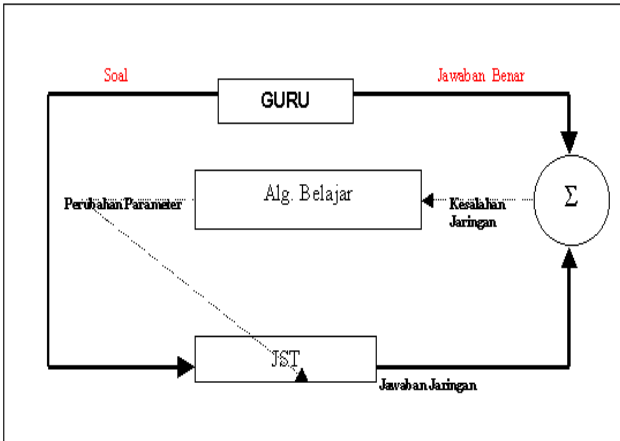 Soal
Jawaban Benar
GURU
Alg. Belajar
Σ
Perubahan Parameter
Kesalahan
Jaringan
JST
Jawaban Jaringan